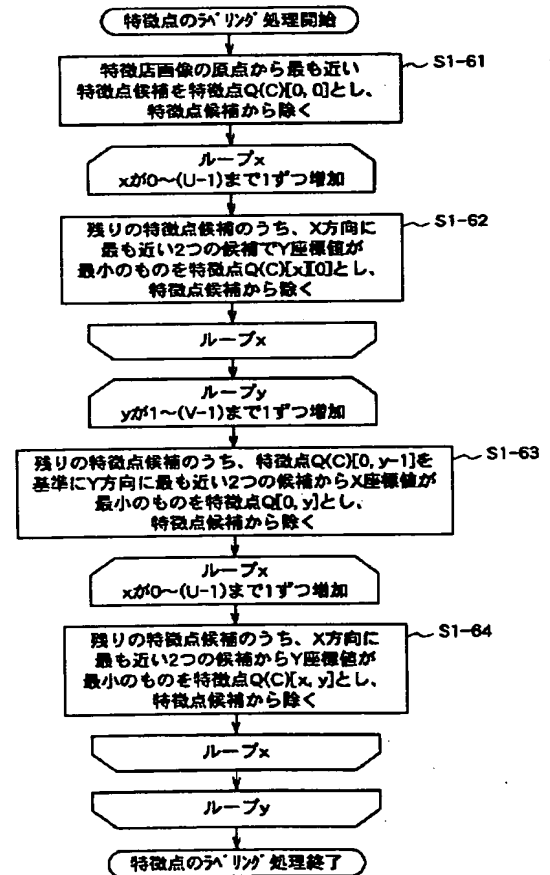 特徴点のﾗﾍﾞﾘﾝｸﾞ処理開始
S1-61
特徴店画像の原点から最も近い
特徴点候補を特徴点Q(C)[0, 0]とし、
特徴点候補から除く
ループx
xが0～(U-1)まで1ずつ増加
S1-62
残りの特徴点候補のうち、X方向に
最も近い2つの候補でY座標値が
最小のものを特徴点Q(C)[x][0]とし、
特徴点候補から除く
ループx
ループy
yが1～(V-1)まで1ずつ増加
S1-63
残りの特徴点候補のうち、特徴点Q(C)[0, y-1]を
基準にY方向に最も近い2つの候補からX座標値が
最小のものを特徴点Q[0, y]とし、
特徴点候補から除く
ループx
xが0～(U-1)まで1ずつ増加
S1-64
残りの特徴点候補のうち、X方向に
最も近い2つの候補からY座標値が
最小のものを特徴点Q(C)[x, y]とし、
特徴点候補から除く
ループx
ループy
特徴点のﾗﾍﾞﾘﾝｸﾞ処理終了